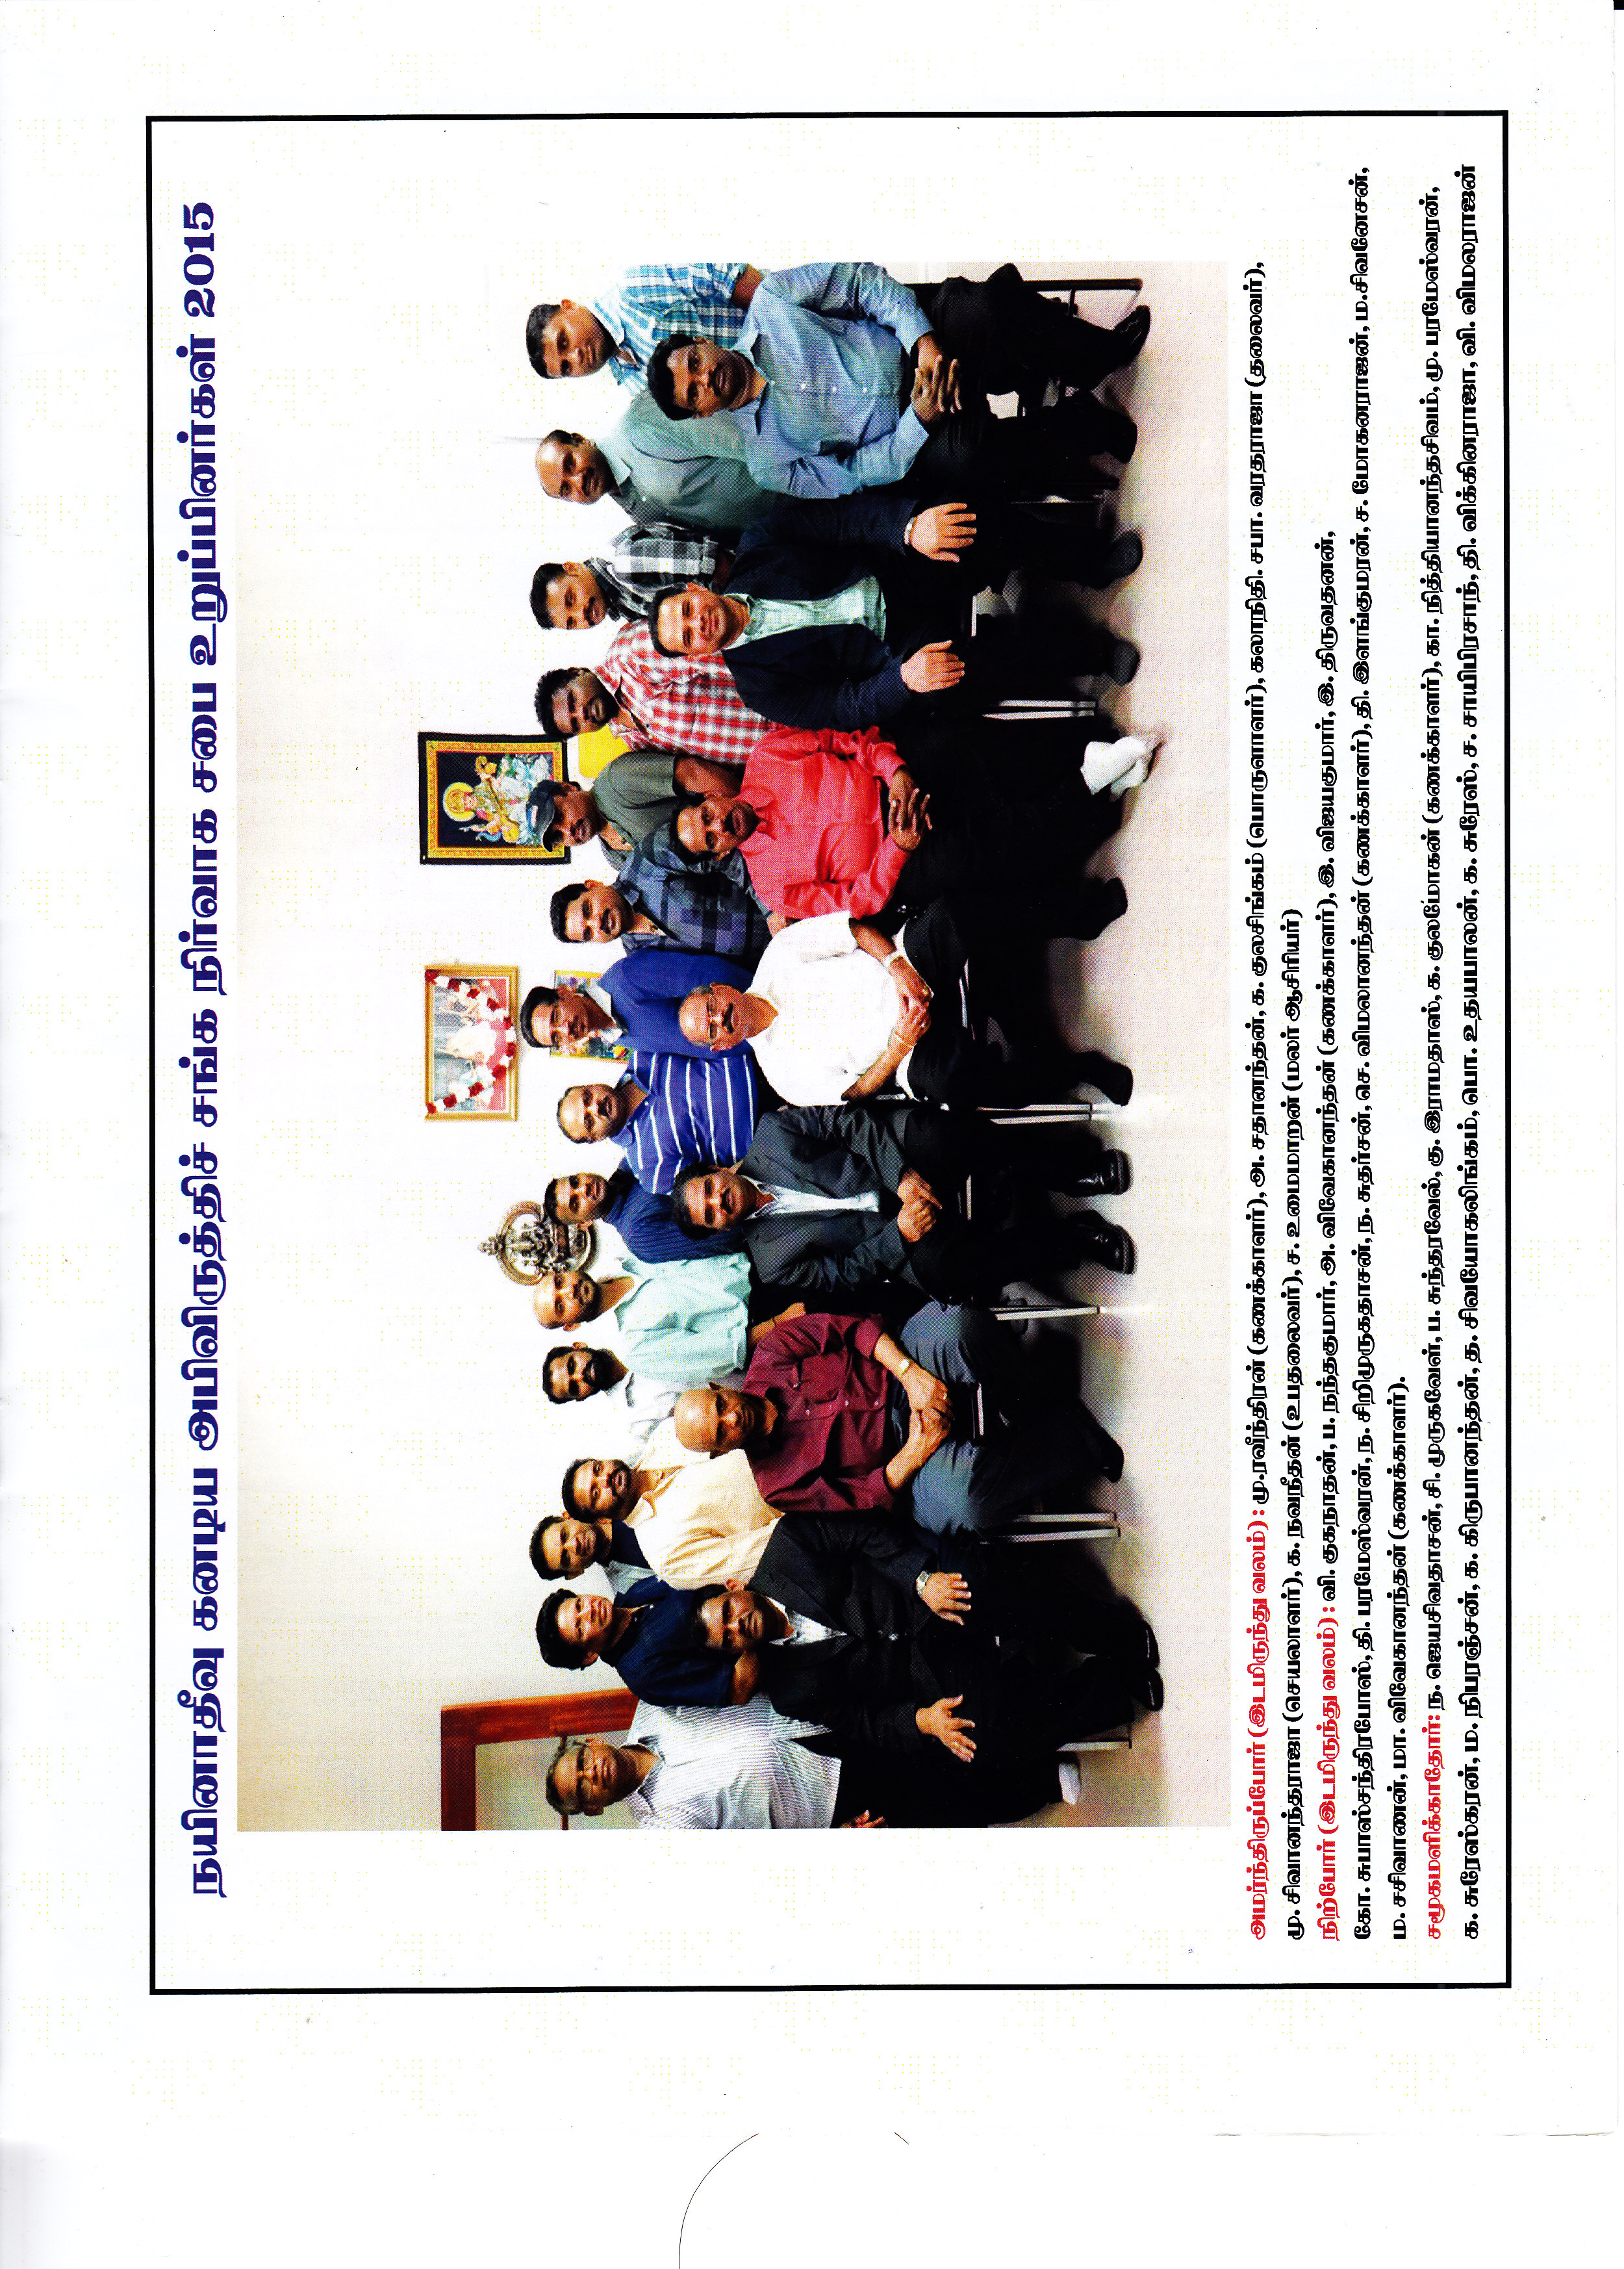 நயினாதீவு கனடிய அபிவிருத்திச் சங்க நிர்வாக சபை உறுப்பினர்கள் 2015
அமர்ந்திருப்போர் (இடமிருந்து வலம்) : மு.ரவீந்திரன் (கணக்காளர்), அ. சதானந்தன், க. குலசிங்கம் (பொருளாளர்), கலாநிதி. சபா. வரதராஜா (தலைவர்),
மு. சிவானந்தராஜா (செயலாளர்), க. நவநீதன் (உபதலைவர்), ச. உமைமாறன் (மலர் ஆசிரியர்)
நிற்போர் (இடமிருந்து வலம்) : வி. குகநாதன், ப. நந்தகுமார், அ. விவேகானந்தன் (கணக்காளர்), இ. விஜயகுமார், இ. திருவதனன்,
கோ. சுபாஸ்சந்திரபோஸ், தி. பரமேஸ்வரன், ந. சிறிமுருகதாசன், ந. சுதர்சன், செ. விமலானந்தன் (கணக்காளர்), தி. இளங்குமரன், ச. மோகனராஜன், ம.சிவனேசன்,
ம. சசிவாணன், மா. விவேகானந்தன் (கணக்காளர்).
சமூகமளிக்காதோர்: ந. ஜெயசிவதாசன், சி. முருகவேள், ப. சுந்தரவேல், கு. இராமதாஸ், க. குலமோகன் (கணக்காளர்), கா. நித்தியானந்தசிவம், மு. பரமேஸ்வரன்,
க. சுரேஸ்கரன், ம. நிபரஞ்சன், க. கிருபானந்தன், த. சிவயோகலிங்கம், பொ. உதயபாலன், க. சுரேஸ், ச. சாயிபிரசாந், தி. விக்கினராஜா, வி. விமலராஜன்